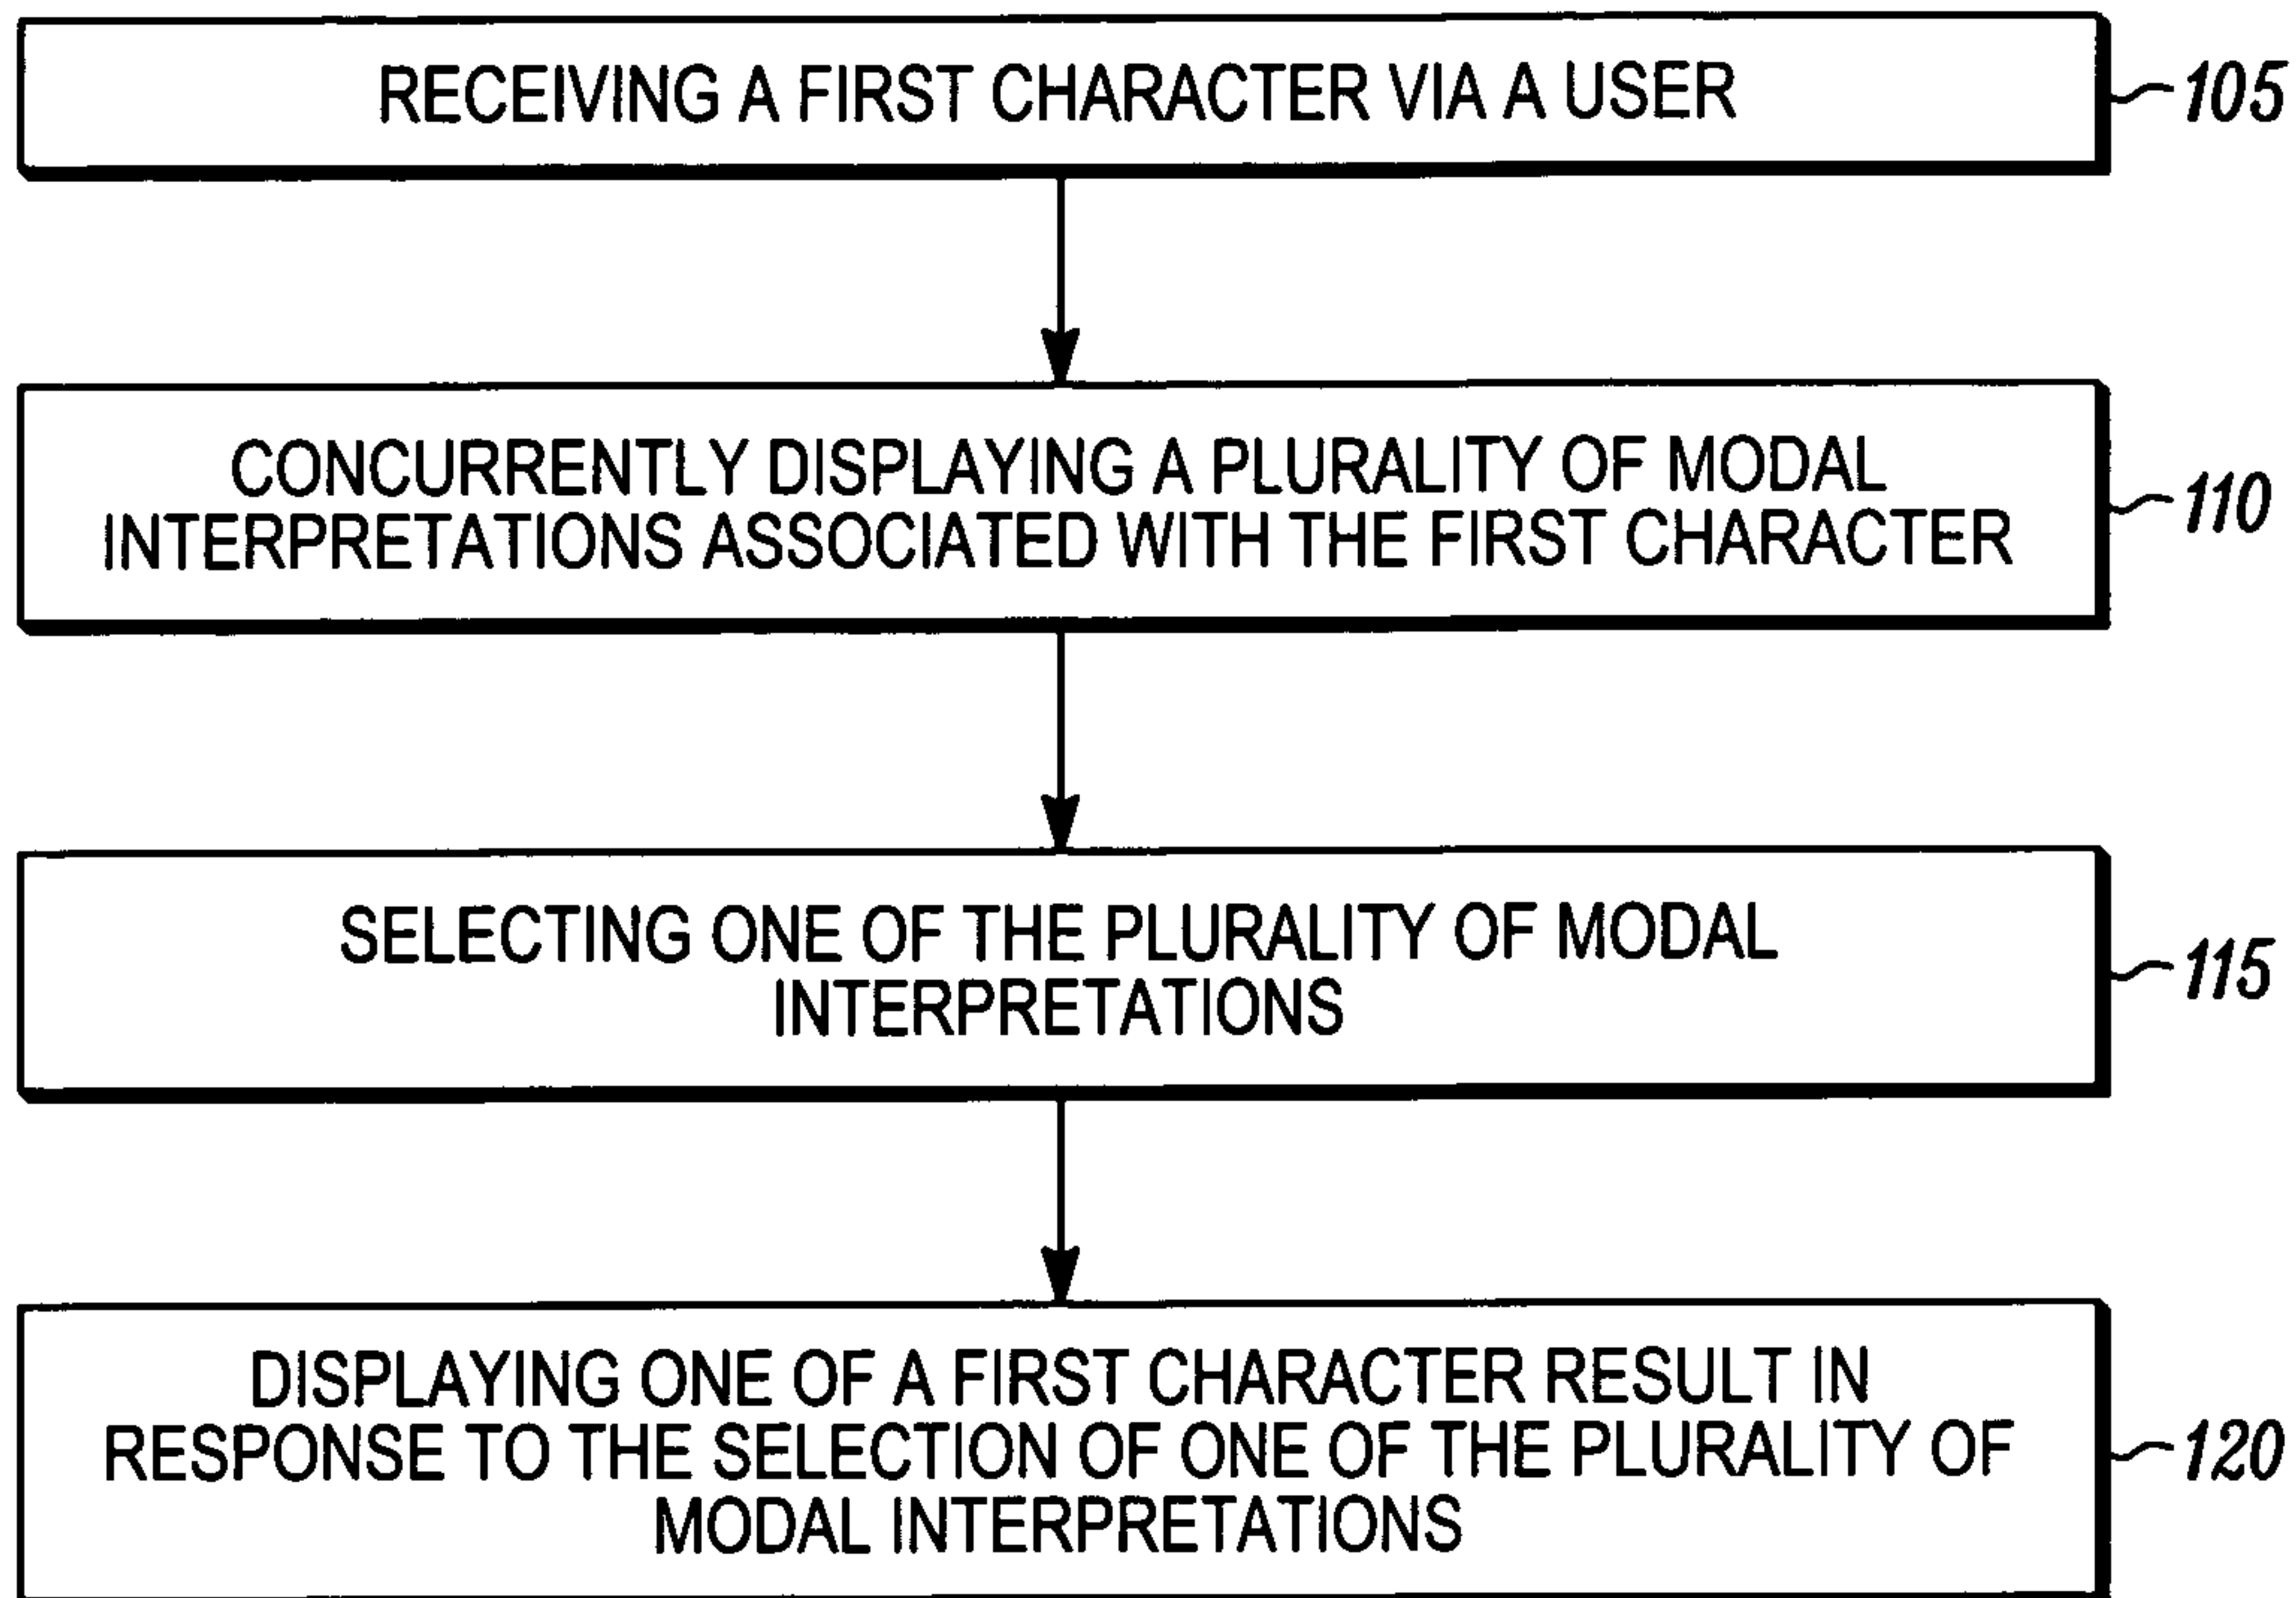 RECEIVING A FIRST CHARACTER VIA A USER
105
CONCURRENTLY DISPLAYING A PLURALITY OF MODAL
INTERPRETATIONS ASSOCIATED WITH THE FIRST CHARACTER
110
SELECTING ONE OF THE PLURALITY OF MODAL
INTERPRETATIONS
115
DISPLAYING ONE OF A FIRST CHARACTER RESULT IN
RESPONSE TO THE SELECTION OF ONE OF THE PLURALITY OF
MODAL INTERPRETATIONS
120